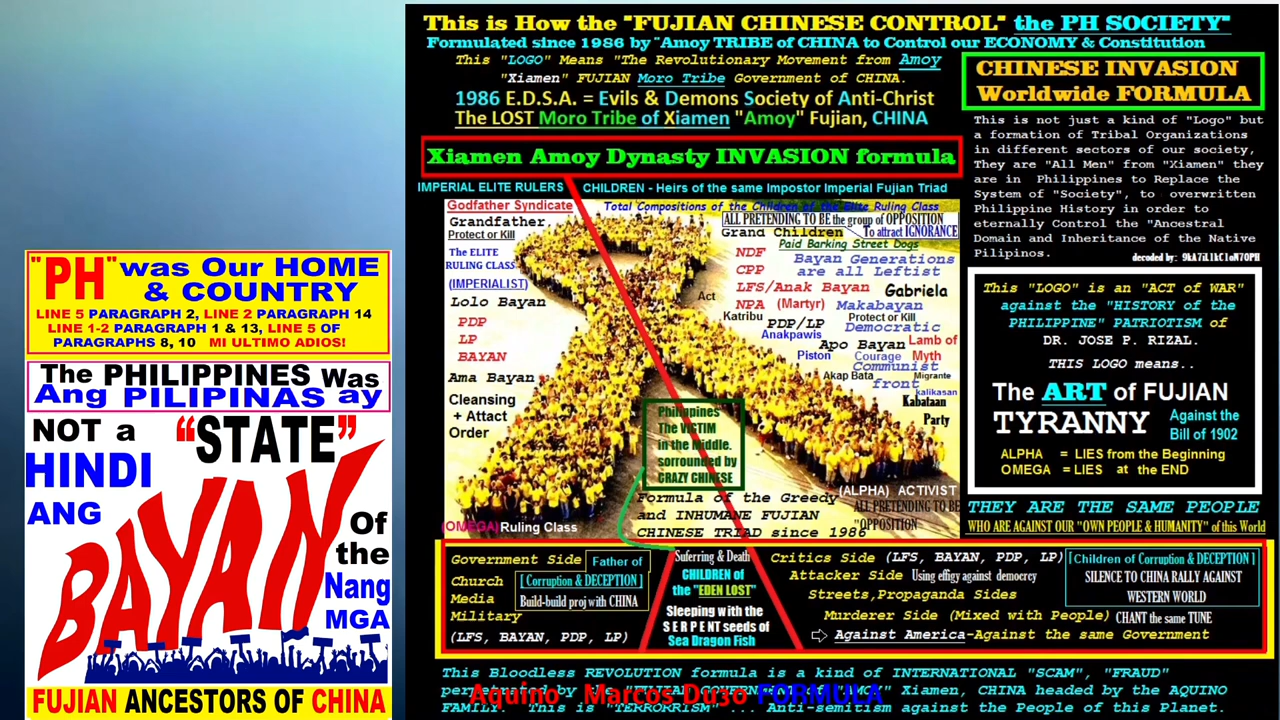 This is How the "FUJIAN CHINESE CONTROL" the PH SOCIETY"
Formulated since 1986 by "Amoy TRIBE of CHINA to Control our ECONOMY & Constitution
This "LOGO" Means "The Revolutionary Movement from Amoy
"Xiamen" FUJIAN Moro Tribe Government of CHINA.
1986 E.D.S.A. = Evils & Demons Society of Anti-Christ
The LOST Moro Tribe of Xiamen "Amoy" Fujian, CHINA
Xiamen Amoy Dynasty INVASION formula
IMPERIAL ELITE RULERS
CHILDREN - Heirs of the same Impostor Imperial Fujian Triad
Godfather Syndicate
Total Compositions of the Children of the Elite Ruling Class
Grandfather
Protect or Kill
The ELITE
RULING CLASS
(IMPERIALIST)
Lolo Bayan
PDP
LP
BAYAN
Ama Bayan
Cleansing
+ Attact
Order
(OMEGA) Ruling Class
ALL PRETENDING TO BE the group of OPPOSITION
Grand Children
To attract IGNORANCE
Paid Barking Street Dogs
NDF
Bayan Generations
are all Leftist
CPP
LFS/Anak Bayan
Gabriela
Act
NPA
(Martyr)
Makabayan
Katribu
Protect or Kill
PDP/LP
Democratic
Anakpawis
Apo Bayan
Lamb of
Myth
Piston
Courage
Communist
front
Akap Bata
Migrante
kalikasan
Kabataan
Party
Philippines
The VICTIM
in the Middle.
sorrounded by
CRAZY CHINESE
(ALPHA) ACTIVIST
ALL PRETENDING TO BE
"OPPOSITION
Formula of the Greedy
and INHUMANE FUJIAN
CHINESE TRIAD since 1986
Government Side
Father of
Church
[ Corruption & DECEPTION ]
Media
Build-build proj with CHINA
Military
(LFS, BAYAN, PDP, LP)
Suferring & Death
CHILDREN of
the "EDEN LOST"
Sleeping with the
SERPENT seeds of
Sea Dragon Fish
Critics Side (LFS, BAYAN, PDP, LP)
Attacker Side Using effigy against democrcy
Streets,Propaganda Sides
Murderer Side (Mixed with People) CHANT the same TUNE
Against America-Against the same Government
[Children of Corruption & DECEPTION ]
SILENCE TO CHINA RALLY AGAINST
WESTERN WORLD
CHINESE INVASION
Worldwide FORMULA
This is not just a kind of "Logo" but
a formation of Tribal Organizations
in different sectors of our society,
They are "All Men" from "Xiamen" they
are in Philippines to Replace the
System of "Society", to overwritten
Philippine History in order to
eternally Control the "Ancestral
Domain and Inheritance of the Native
Pilipinos.
decoded by: 9kA7iL1kC1oN7OPH
This "LOGO" is an "ACT of WAR"
against the "HISTORY of the
PHILIPPINE" PATRIOTISM of
DR. JOSE P. RIZAL.
THIS LOGO means..
The ART of FUJIAN
TYRANNY
Against the
Bill of 1902
ALPHA = LIES from the Beginning
OMEGA = LIES at the END
THEY ARE THE SAME PEOPLE
WHO ARE AGAINST OUR "OWN PEOPLE & HUMANITY" of this World
This Bloodless REVOLUTION formula is a kind of INTERNATIONAL "SCAM", "FRAUD"
Xiamen, CHINA headed by the AQUINO
FAMILY. This is "TERRORISM" ... Anti-semitism against the People of this Planet.
Aquino - Marcos Du3o FORMULA
"PH" was Our HOME
& COUNTRY
LINE 5 PARAGRAPH 2, LINE 2 PARAGRAPH 14
LINE 1-2 PARAGRAPH 1 & 13, LINE 5 OF
PARAGRAPHS 8, 10 MI ULTIMO ADIOS!
The PHILIPPINES Was
Ang PILIPINAS ay
NOT a "STATE"
HINDI
ANG
BAYAN
Of
the
Nang
MGA
FUJIAN ANCESTORS OF CHINA